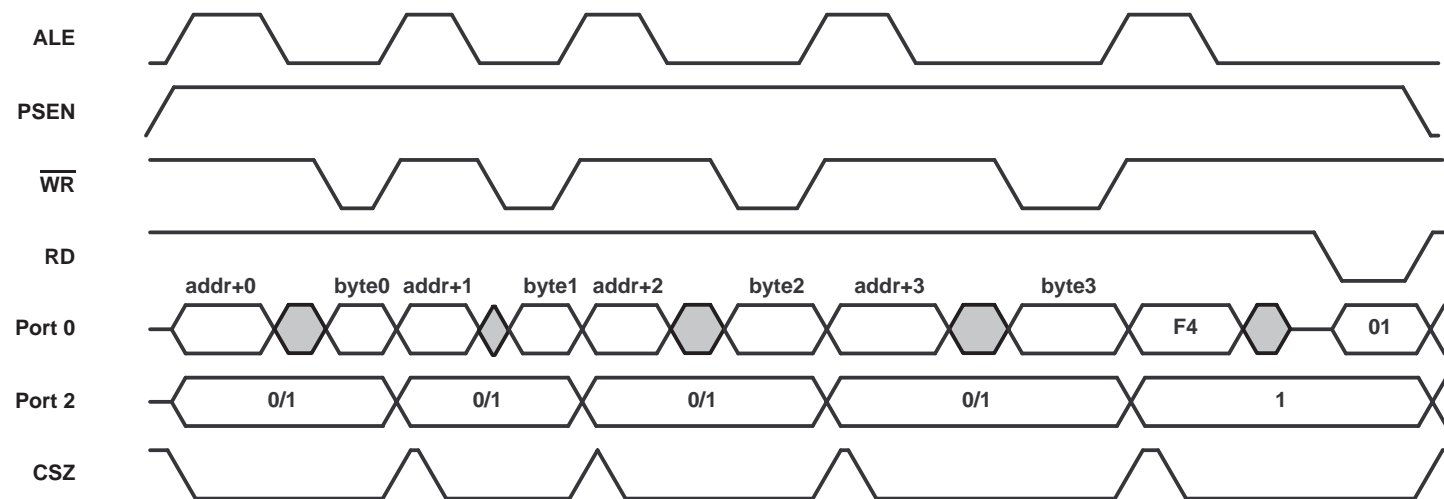 ALE
PSEN
WR
RD
addr+0 byte0 addr+1 byte1 addr+2 byte2 addr+3 byte3
Port 0 F4 01
Port 2 0/1 0/1 0/1 0/1 1
CSZ